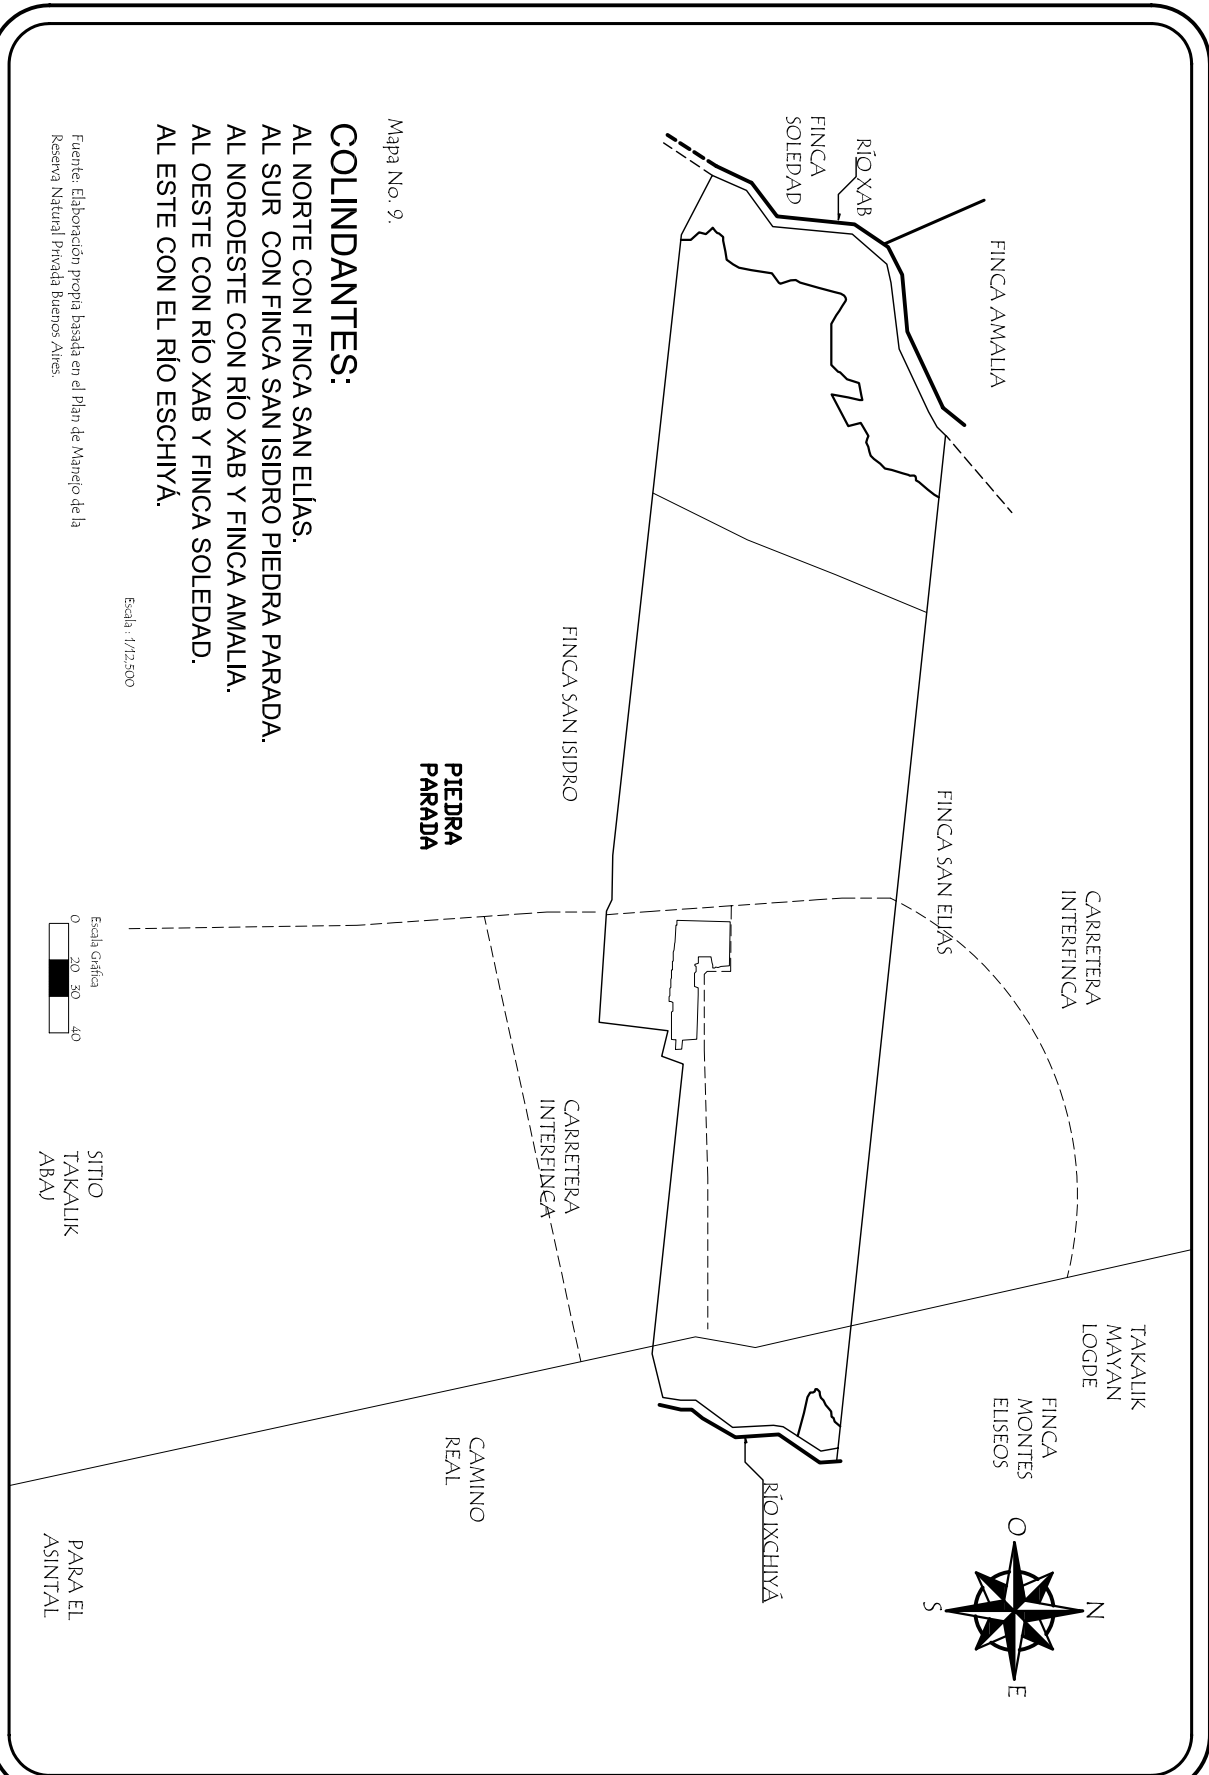 FINCA AMALIA
RÍO XAB
FINCA
SOLEDAD
CARRETERA
INTERFINCA
FINCA SAN ELIAS
TAKALIK
MAYAN
LOGDE
FINCA
MONTES
ELISEOS
N
O
E
S
RÍO IXCHIYÁ
FINCA SAN ISIDRO
CARRETERA
INTERFINCA
PIEDRA
PARADA
CAMINO
REAL
Mapa No. 9.
COLINDANTES:
AL NORTE CON FINCA SAN ELÍAS.
AL SUR CON FINCA SAN ISIDRO PIEDRA PARADA.
AL NOROESTE CON RÍO XAB Y FINCA AMALIA.
AL OESTE CON RÍO XAB Y FINCA SOLEDAD.
AL ESTE CON EL RÍO ESCHIYÁ.
Escala : 1/12,500
Fuente: Elaboración propia basada en el Plan de Manejo de la
Reserva Natural Privada Buenos Aires.
Escala Gráfica
0 20 30 40
SITIO
TAKALIK
ABAJ
PARA EL
ASINTAL